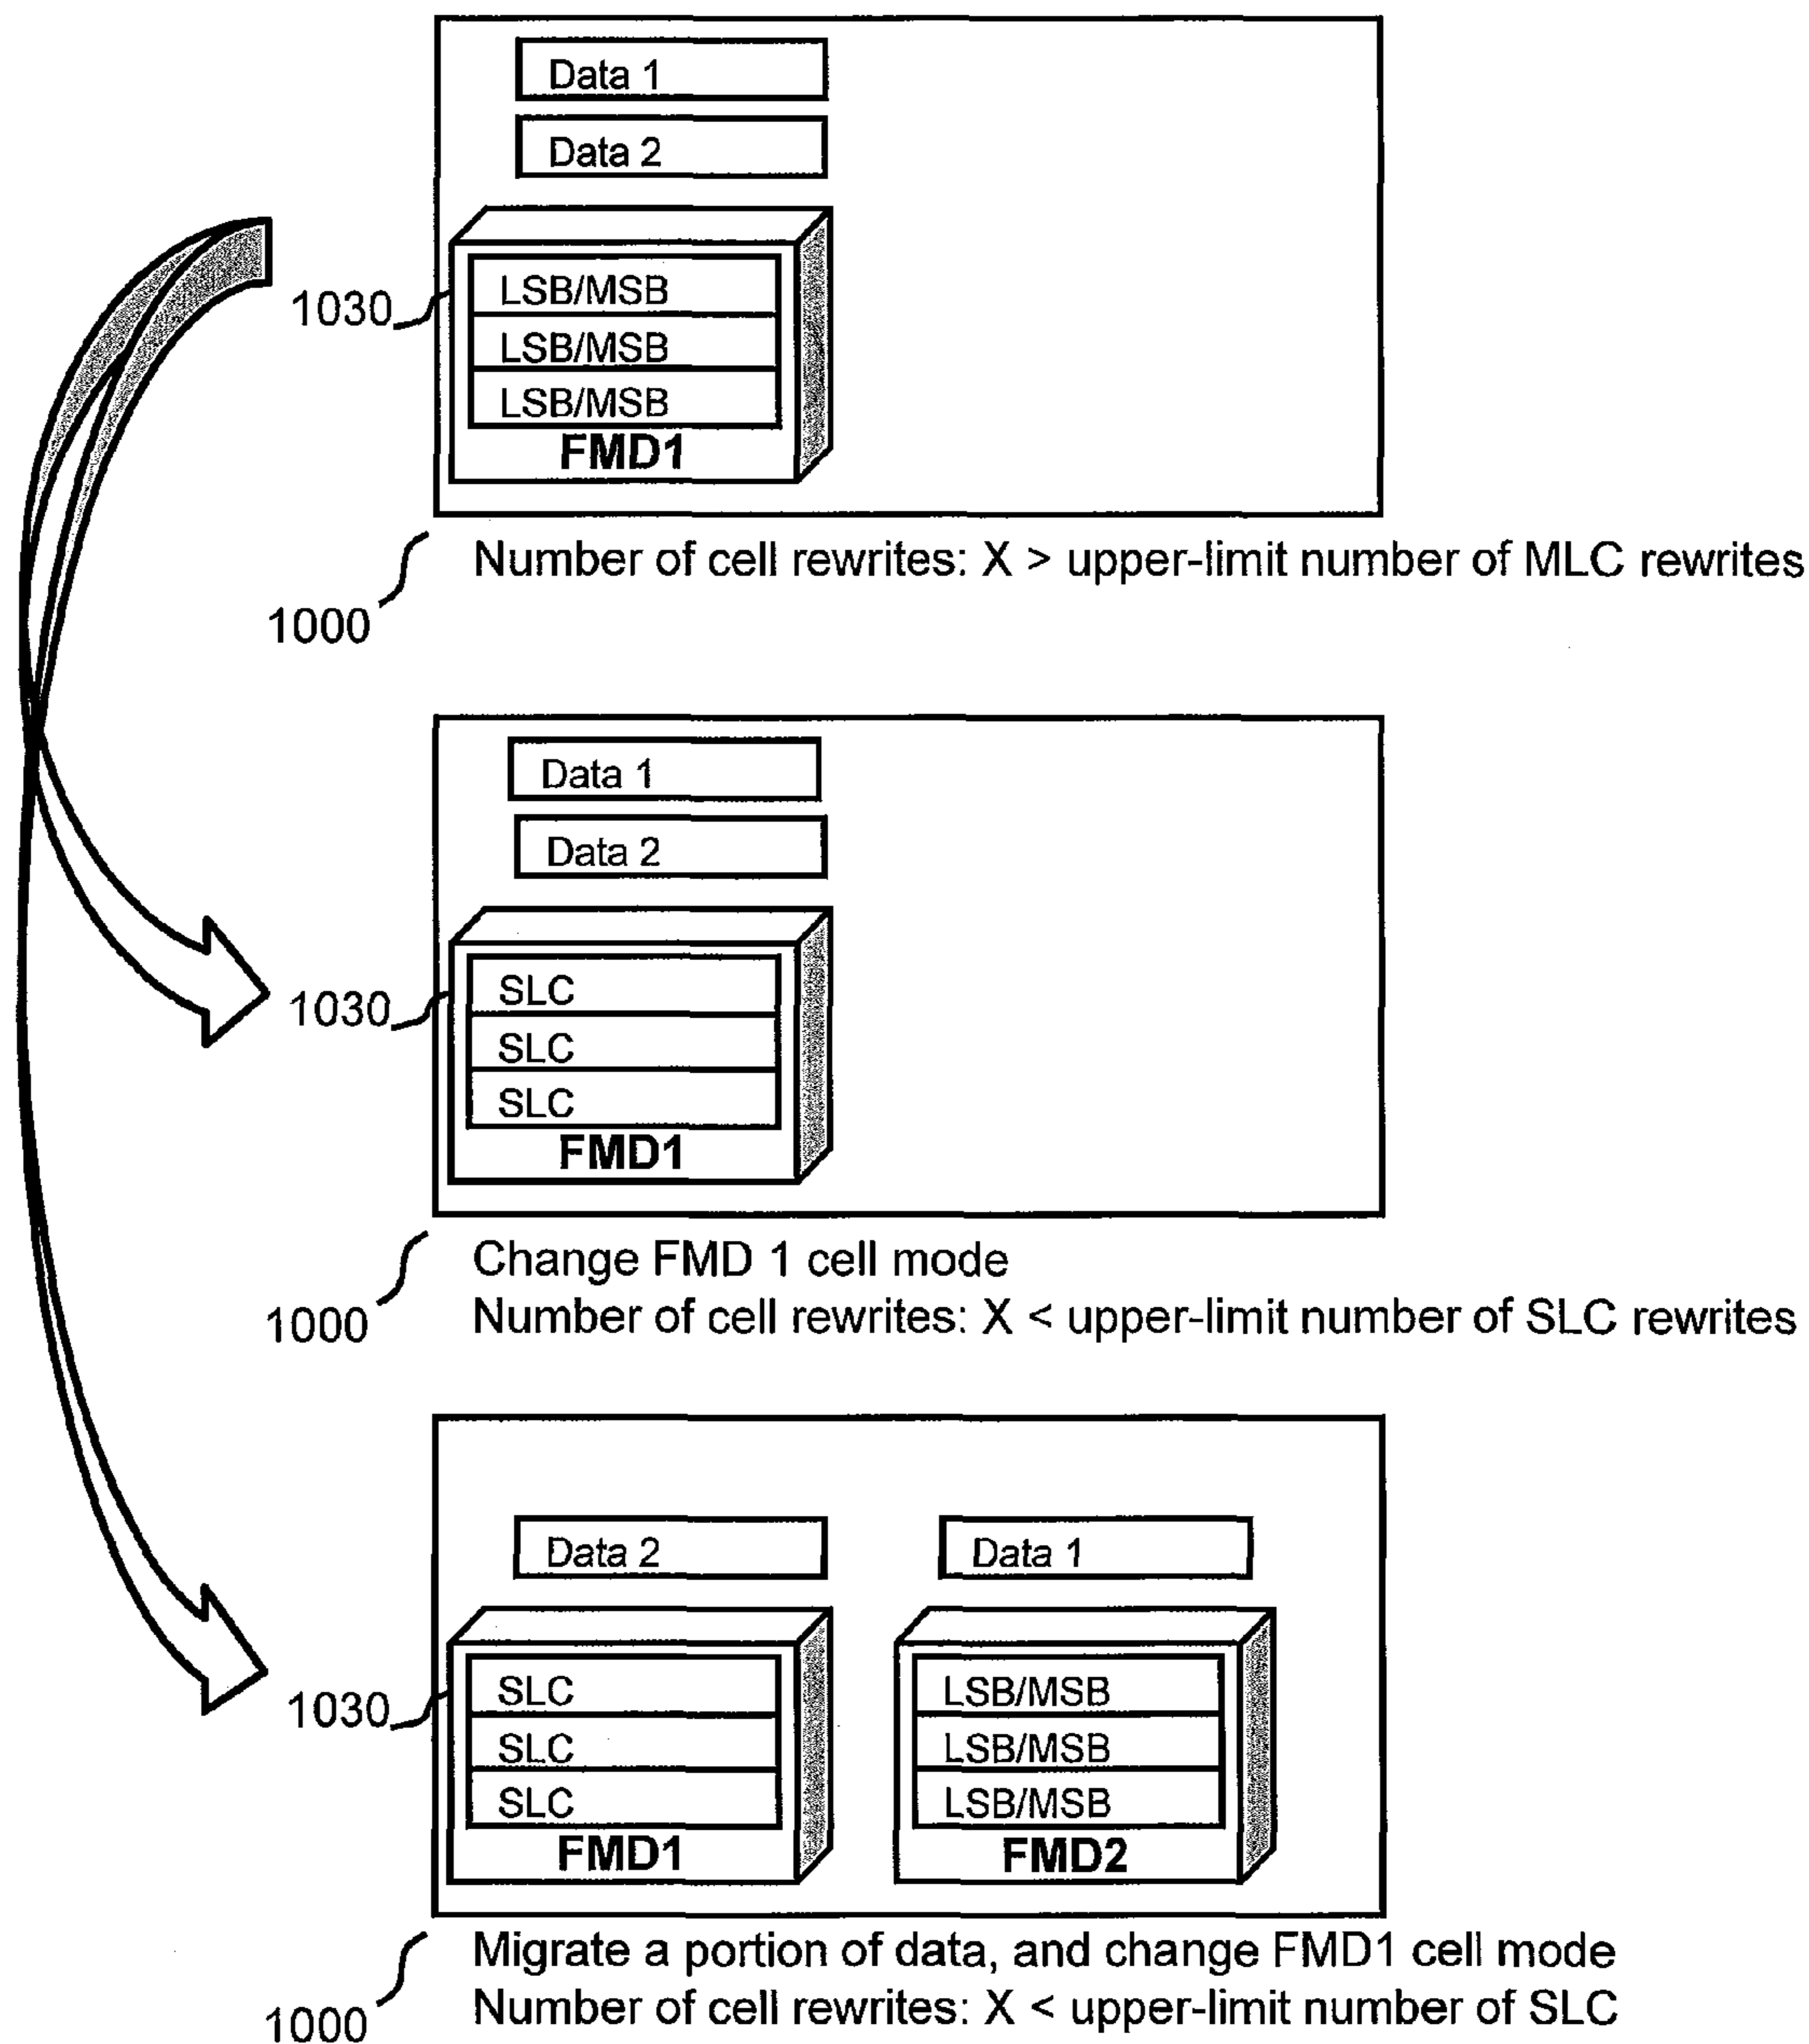 Data 1
Data 2
1030
LSB/MSB
LSB/MSB
LSB/MSB
FMD1
Number of cell rewrites: X > upper-limit number of MLC rewrites
1000
Data 1
Data 2
1030
SLC
SLC
SLC
FMD1
Change FMD 1 cell mode
1000
Number of cell rewrites: X < upper-limit number of SLC rewrites
Data 2
Data 1
1030
SLC
LSB/MSB
SLC
LSB/MSB
SLC
LSB/MSB
FMD1
FMD2
Migrate a portion of data, and change FMD1 cell mode
1000
Number of cell rewrites: X < upper-limit number of SLC